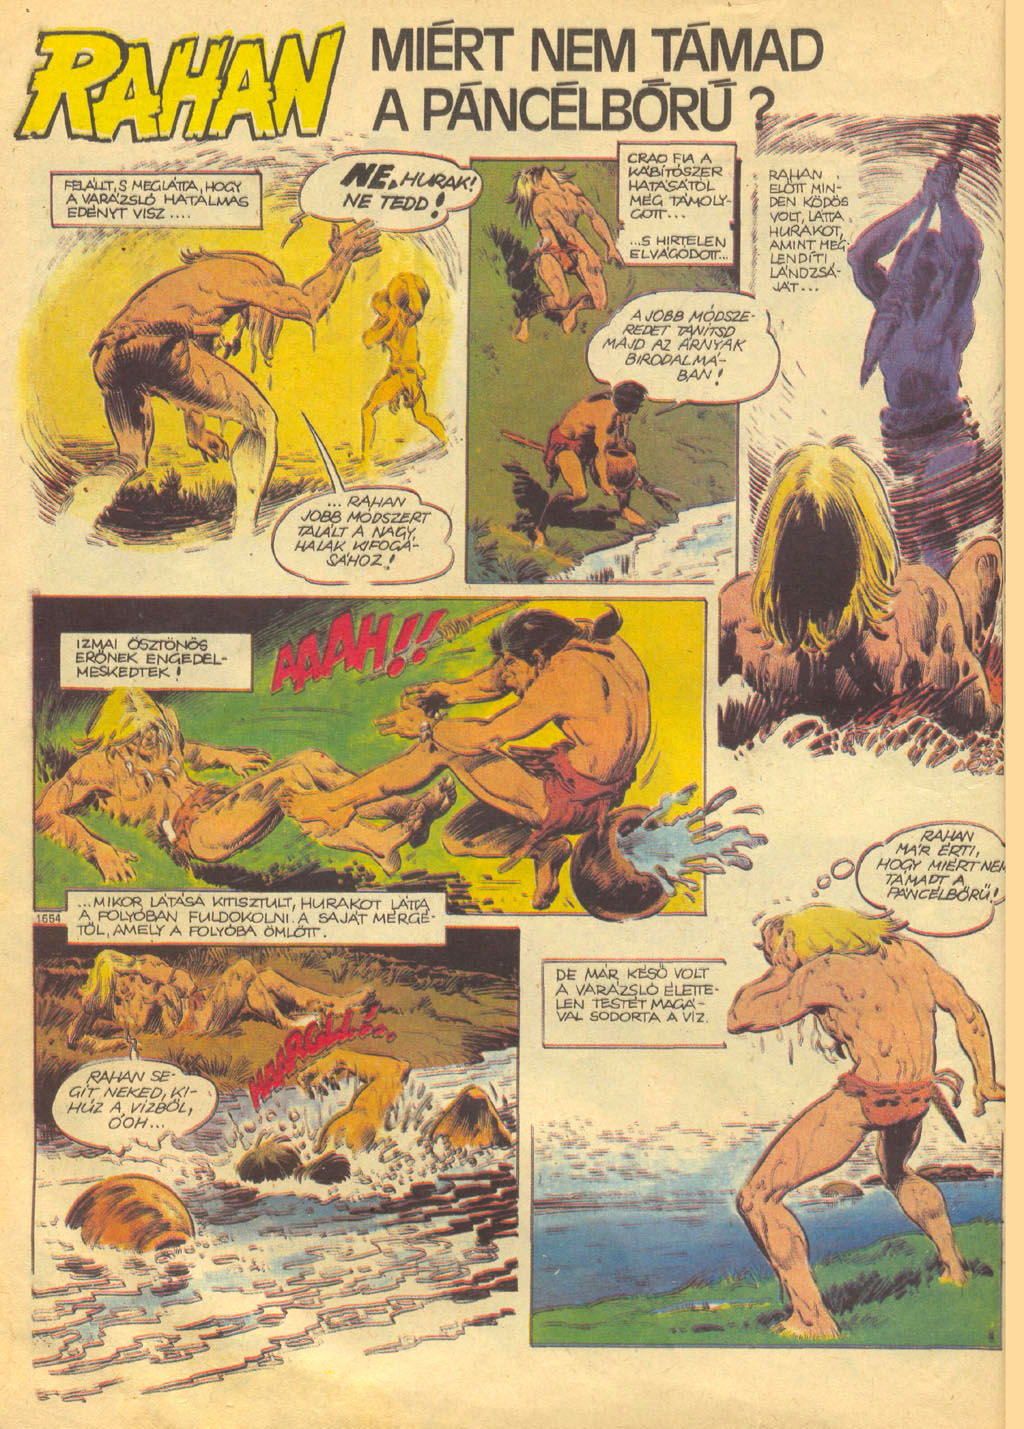 RAHAN
MIÉRT NEM TÁMAD
A PÁNCÉLBŐRŰ?
FELÁLLT, S MEGLÁTTA, HOGY
A VARÁZSLÓ HATALMAS
EDÉNYT VISZ....
NE, HURAK!
NE TEDD!
...RAHAN
JOBB MÓDSZERT
TALÁLT A NAGY,
HALAK KIFOGÁ-
SÁHOZ!
CRAO FIA A
KÁBÍTÓSZER
HATÁSÁTÓL
MÉG TÁMOLY-
GOTT...
...S HIRTELEN
ELVÁGÓDOTT...
A JOBB MÓDSZE-
REDET TANÍTSD
MAJD AZ ÁRNYAK
BIRODALMÁ-
BAN!
RAHAN
ELŐTT MIN-
DEN KÖDÖS
VOLT, LÁTTA
HURAKOT,
AMINT MEG-
LENDÍTI
LÁNDZSÁ-
JÁT...
IZMAI ÖSZTÖNÖS
ERŐNEK ENGEDEL-
MESKEDTEK!
AAAH!!
...MIKOR LÁTÁSA KITISZTULT, HURAKOT LÁTTA
A FOLYÓBAN FULDOKOLNI A SAJÁT MÉRGÉ-
TŐL, AMELY A FOLYÓBA ÖMLÖTT.
1654
HAARGLL!...
RAHAN SE-
GÍT NEKED, KI-
HÚZ A VÍZBŐL,
ÓOH...
RAHAN
MÁR ÉRTI,
HOGY MIÉRT NEM
TÁMADT A
PÁNCÉLBŐRŰ!
DE MÁR KÉSŐ VOLT
A VARÁZSLÓ ÉLETTE-
LEN TESTÉT MAGÁ-
VAL SODORTA A VÍZ.